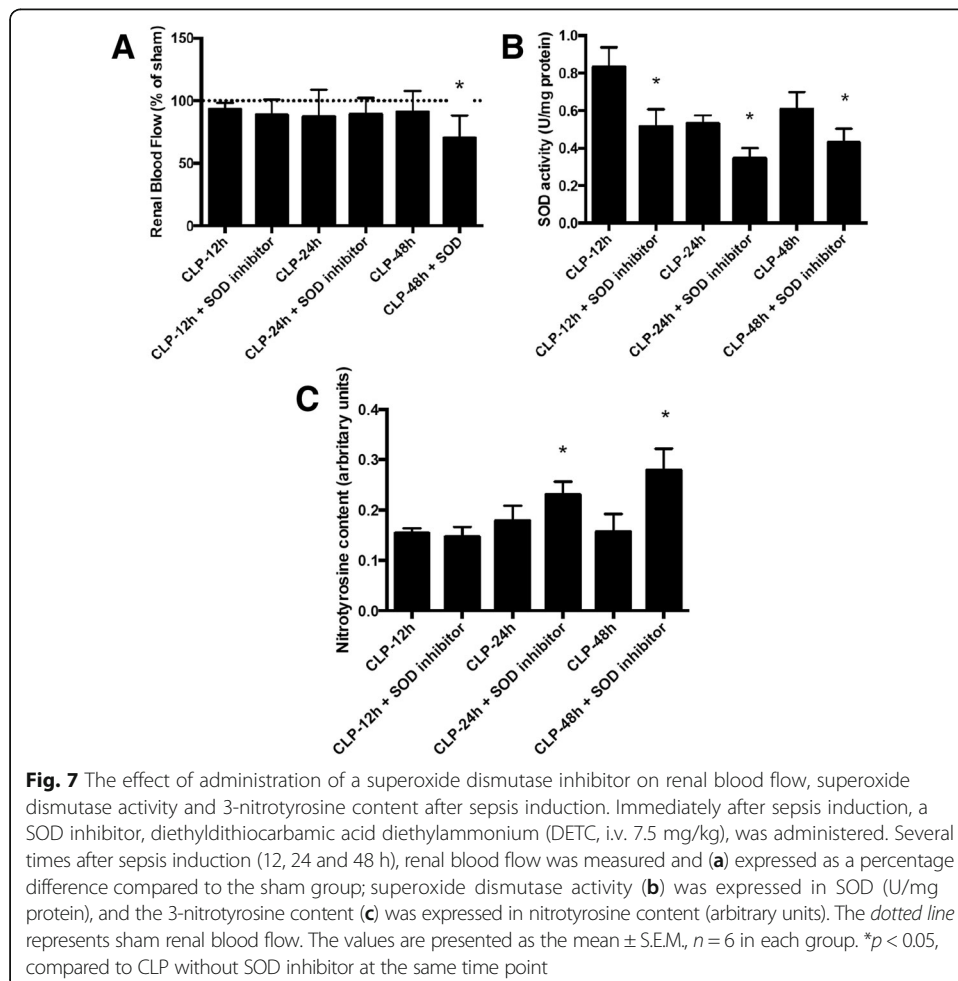 A
Renal Blood Flow (% of sham)
150
100
50
0
*
CLP-12h
CLP-12h + SOD inhibitor
CLP-24h
CLP-24h + SOD inhibitor
CLP-48h
CLP-48h + SOD
B
SOD activity (U/mg protein)
1.0
0.8
0.6
0.4
0.2
0.0
*
*
*
CLP-12h
CLP-12h + SOD inhibitor
CLP-24h
CLP-24h + SOD inhibitor
CLP-48h
CLP-48h + SOD inhibitor
C
Nitrotyrosine content (arbritary units)
0.4
0.3
0.2
0.1
0.0
*
*
CLP-12h
CLP-12h + SOD inhibitor
CLP-24h
CLP-24h + SOD inhibitor
CLP-48h
CLP-48h + SOD inhibitor
Fig. 7 The effect of administration of a superoxide dismutase inhibitor on renal blood flow, superoxide
dismutase activity and 3-nitrotyrosine content after sepsis induction. Immediately after sepsis induction, a
SOD inhibitor, diethyldithiocarbamic acid diethylammonium (DETC, i.v. 7.5 mg/kg), was administered. Several
times after sepsis induction (12, 24 and 48 h), renal blood flow was measured and (a) expressed as a percentage
difference compared to the sham group; superoxide dismutase activity (b) was expressed in SOD (U/mg
protein), and the 3-nitrotyrosine content (c) was expressed in nitrotyrosine content (arbitrary units). The dotted line
represents sham renal blood flow. The values are presented as the mean ± S.E.M., n = 6 in each group. *p < 0.05,
compared to CLP without SOD inhibitor at the same time point